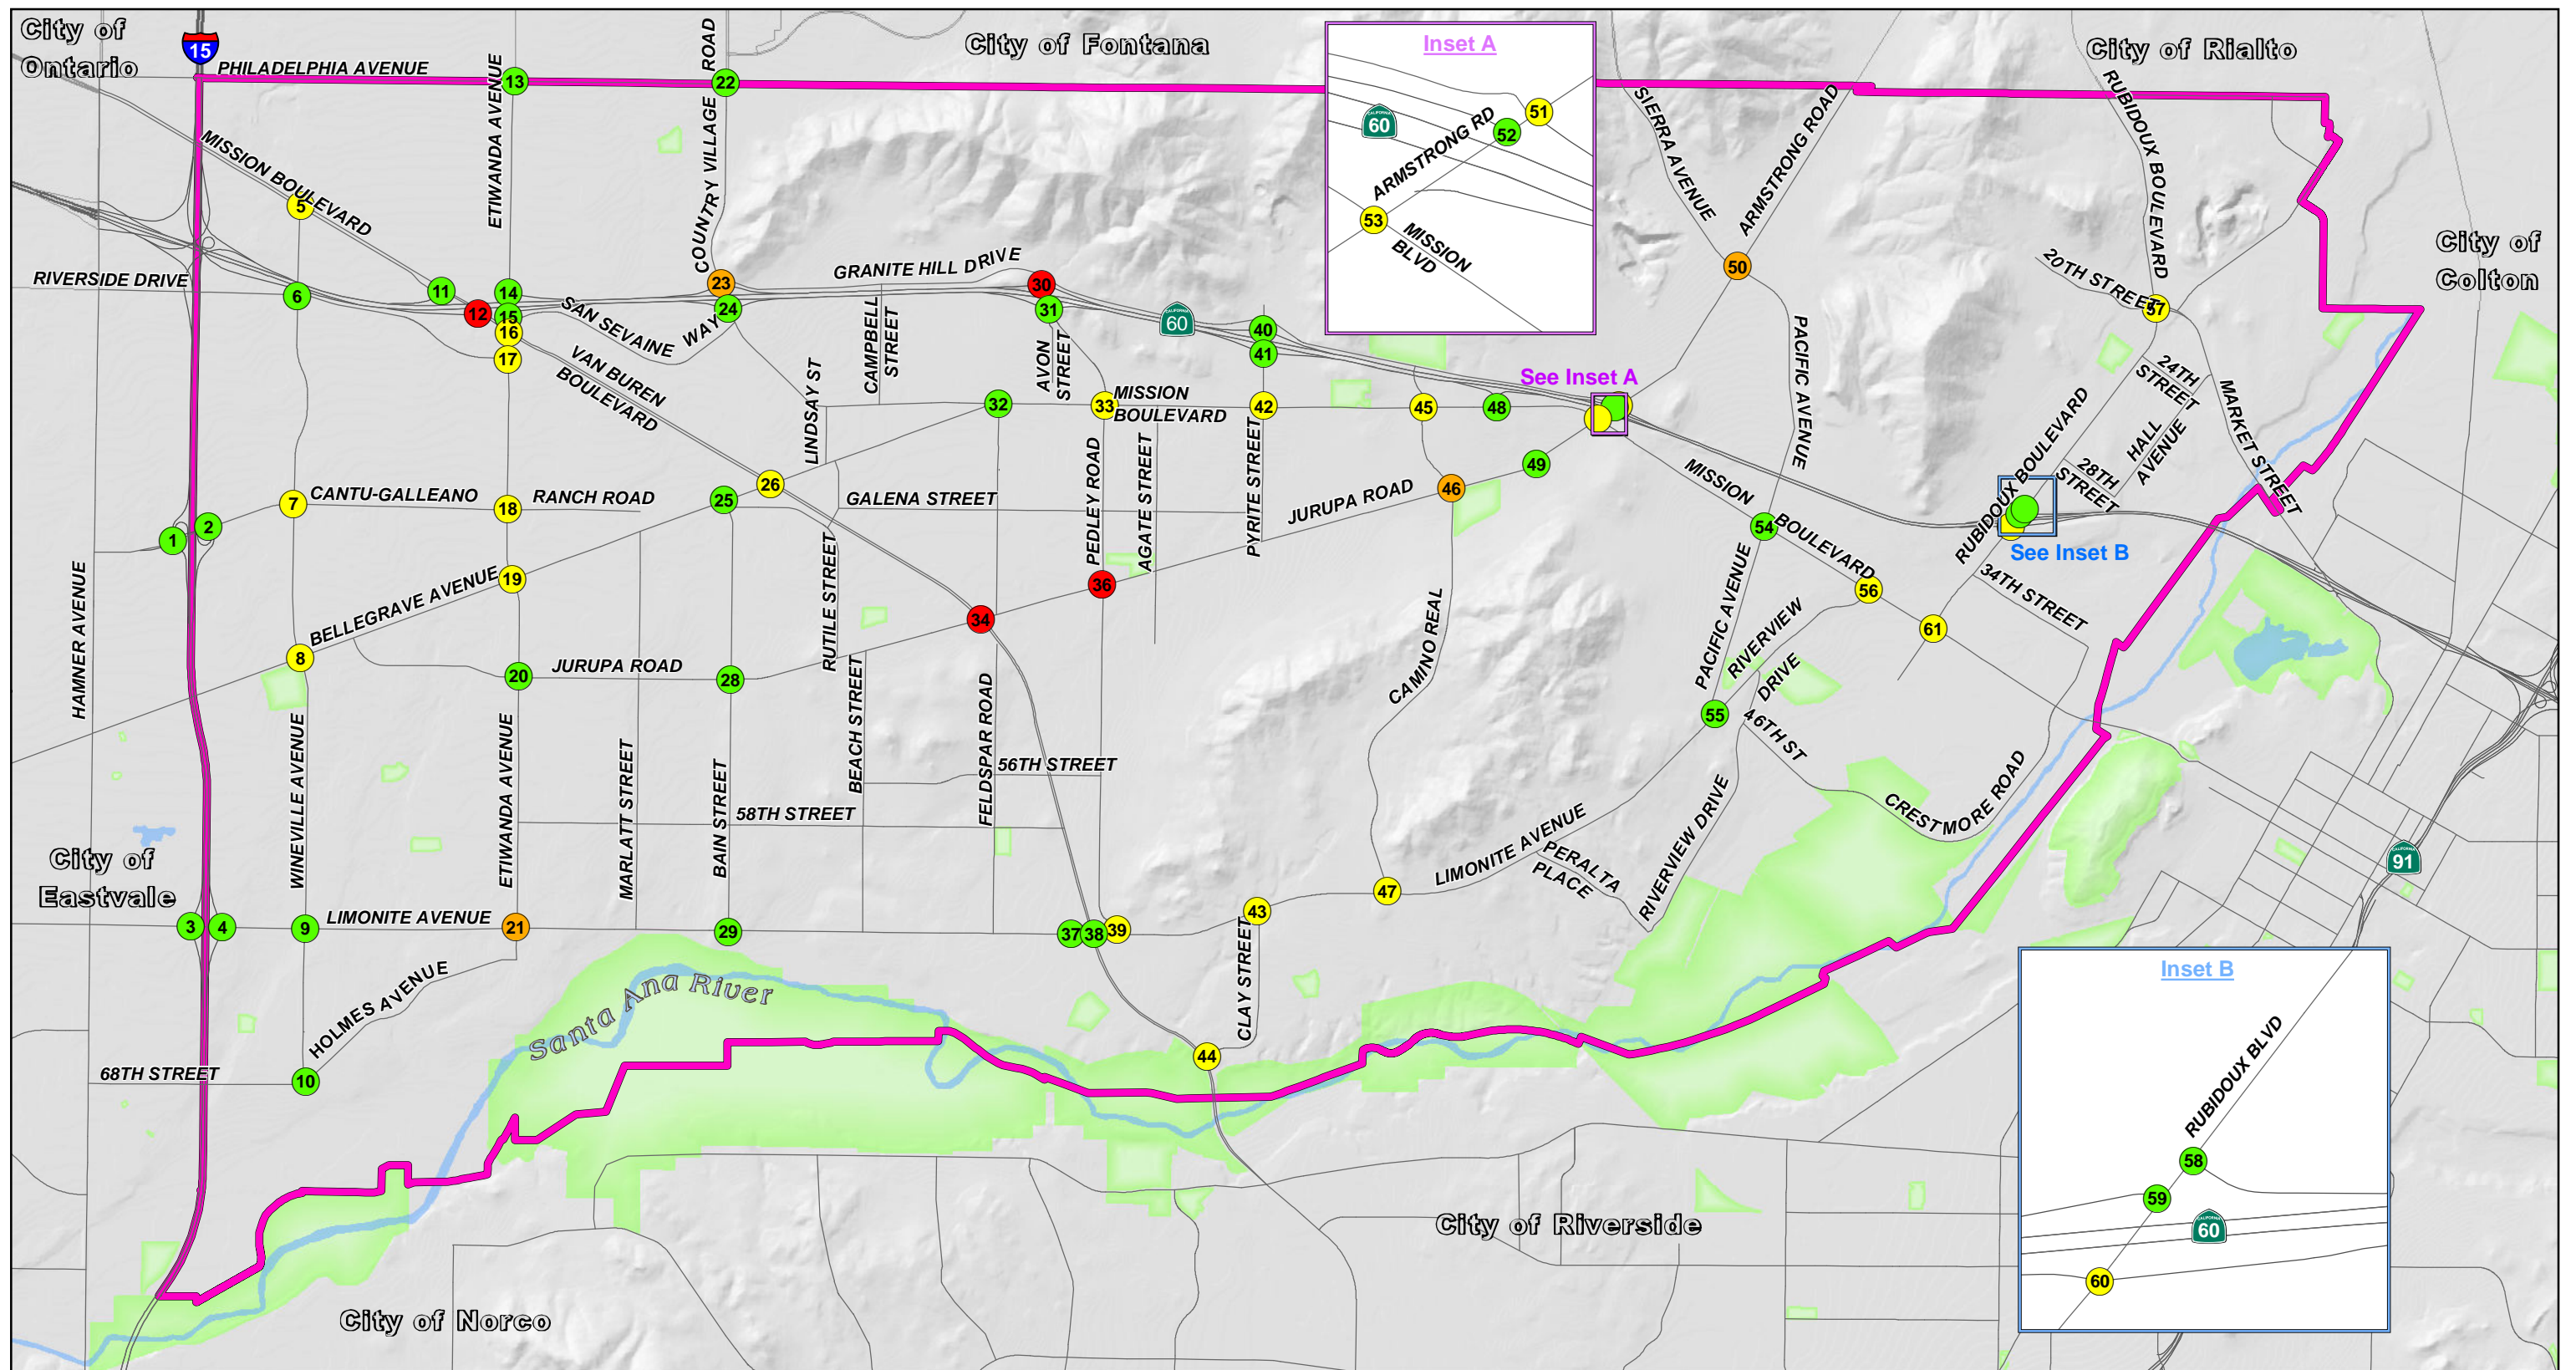 City of
Ontario
15
PHILADELPHIA AVENUE
ETIWANDA AVENUE
13
COUNTRY VILLAGE ROAD
22
City of Fontana
Inset A
60
ARMSTRONG RD
51
52
53
MISSION
BLVD
SIERRA AVENUE
ARMSTRONG ROAD
City of Rialto
RUBIDOUX BOULEVARD
City of
Colton
MISSION BOULEVARD
5
RIVERSIDE DRIVE
6
11
12
14
15
16
17
SAN SEVAINE WAY
23
24
GRANITE HILL DRIVE
30
31
60
40
41
50
20TH STREET
57
VAN BUREN
BOULEVARD
LINDSAY ST
CAMPBELL
STREET
AVON
STREET
PACIFIC AVENUE
24TH
STREET
MARKET STREET
32
33
MISSION
BOULEVARD
42
45
48
See Inset A
49
HALL
AVENUE
28TH
STREET
RUBIDOUX BOULEVARD
RUBIDOUX
See Inset B
1
2
7
CANTU-GALLEANO
RANCH ROAD
18
25
26
GALENA STREET
PEDLEY ROAD
AGATE STREET
PYRITE STREET
JURUPA ROAD
46
MISSION
BOULEVARD
54
56
61
34TH STREET
HAMNER AVENUE
BELLEGRAVE AVENUE
19
8
RUTILE STREET
34
36
CAMINO REAL
PACIFIC AVENUE
RIVERVIEW
DRIVE
55
46TH ST
20
JURUPA ROAD
28
WINEVILLE AVENUE
ETIWANDA AVENUE
MARLATT STREET
BAIN STREET
BEACH STREET
FELDSPAR ROAD
56TH STREET
58TH STREET
CRESTMORE ROAD
RIVERVIEW DRIVE
LIMONITE AVENUE
PERALTA
PLACE
91
City of
Eastvale
3
4
9
LIMONITE AVENUE
21
29
37
38
39
43
47
CLAY STREET
HOLMES AVENUE
Santa Ana River
44
68TH STREET
10
Inset B
RUBIDOUX BLVD
58
59
60
60
City of Riverside
City of Norco